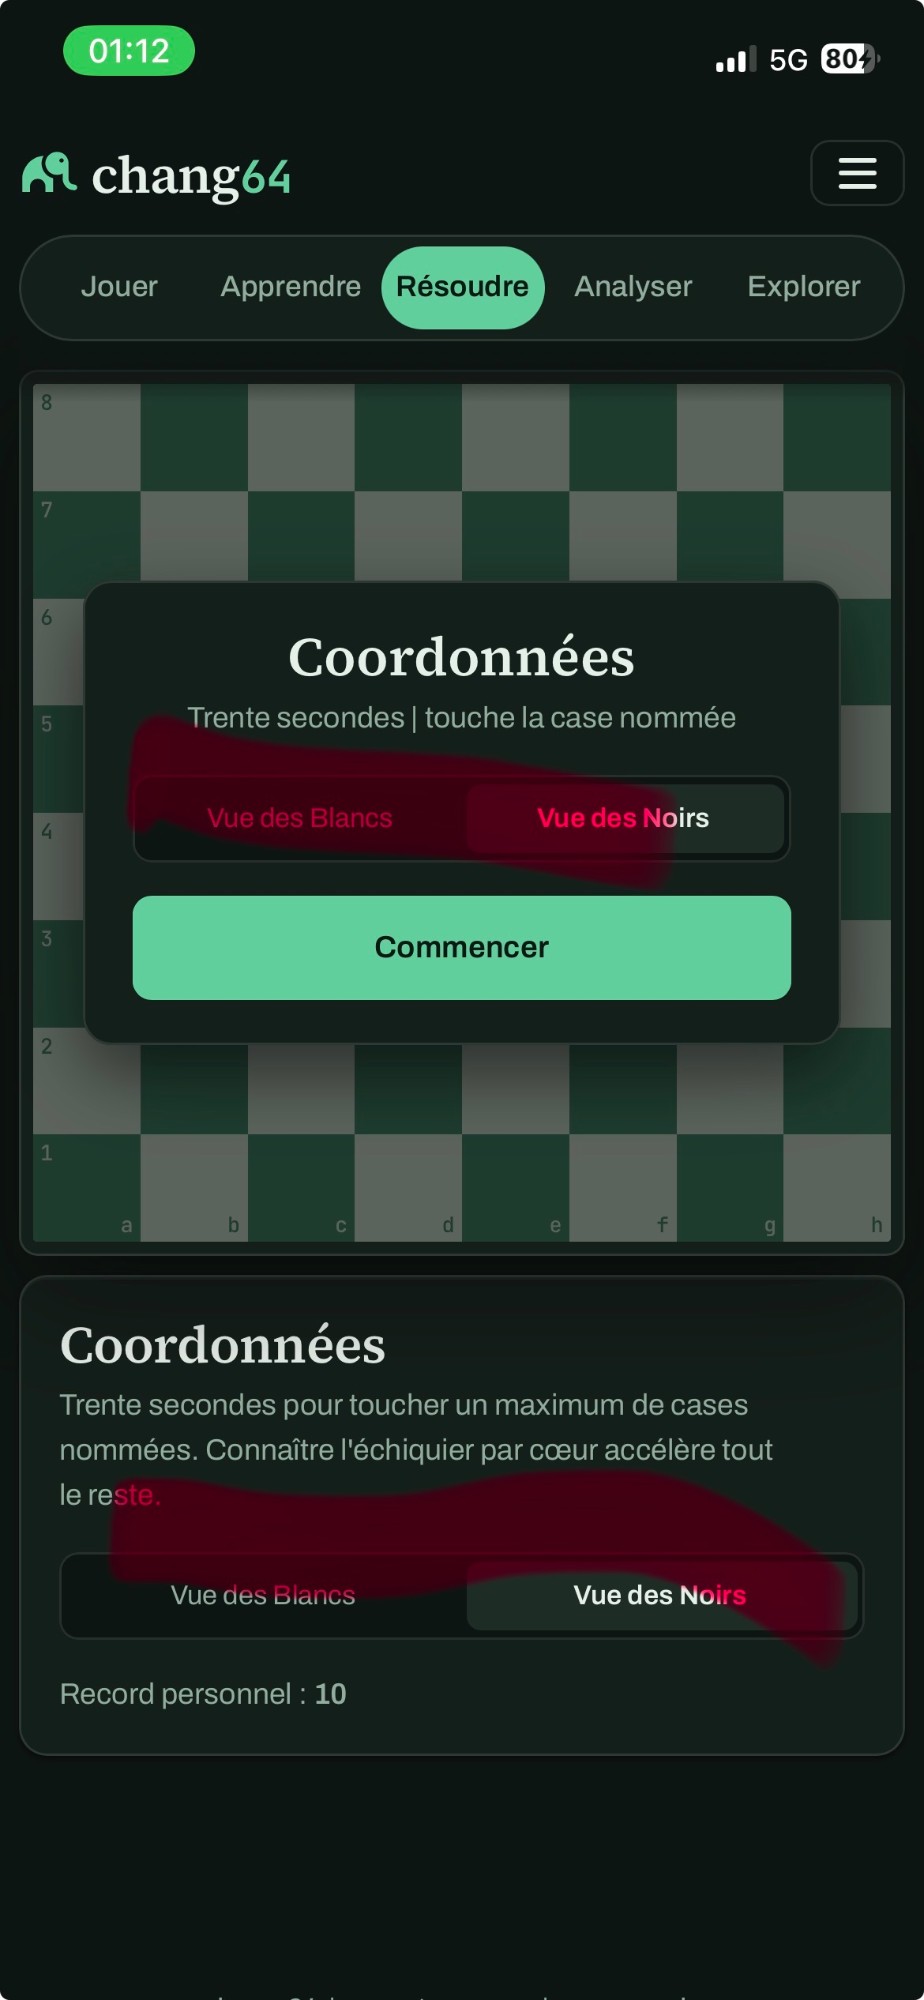 01:12
5G 80
chang64
Jouer Apprendre Résoudre Analyser Explorer
8
7
6
Coordonnées
Trente secondes | touche la case nommée
5
Vue des Blancs Vue des Noirs
4
Commencer
3
2
1
a b c d e f g h
Coordonnées
Trente secondes pour toucher un maximum de cases
nommées. Connaître l'échiquier par cœur accélère tout
le reste.
Vue des Blancs Vue des Noirs
Record personnel : 10